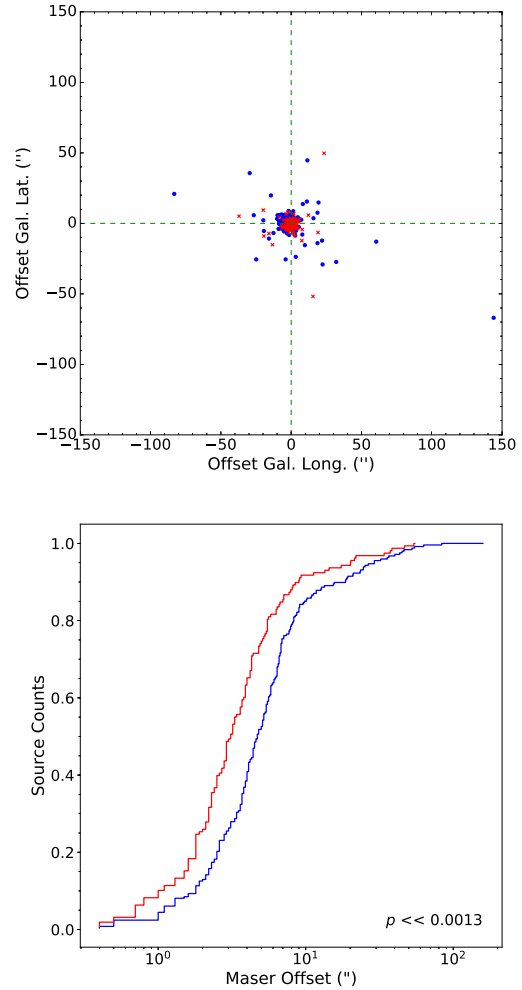 150
100
50
0
−50
−100
−150
−150 −100 −50 0 50 100 150
Offset Gal. Lat. ('')
Offset Gal. Long. ('')
1.0
0.8
0.6
0.4
0.2
0.0
Source Counts
p << 0.0013
10⁰ 10¹ 10²
Maser Offset (")